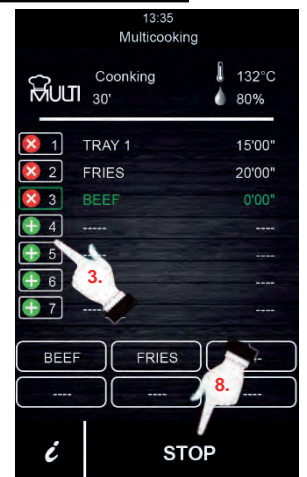 13:35
Multicooking
MULTI Coonking 132°C
30' 80%
1 TRAY 1 15'00"
2 FRIES 20'00"
3 BEEF 0'00"
4 ----- ----
5 ----- ----
6 ----
7 ----- ----
3.
BEEF FRIES
---- ---- ----
8.
i STOP